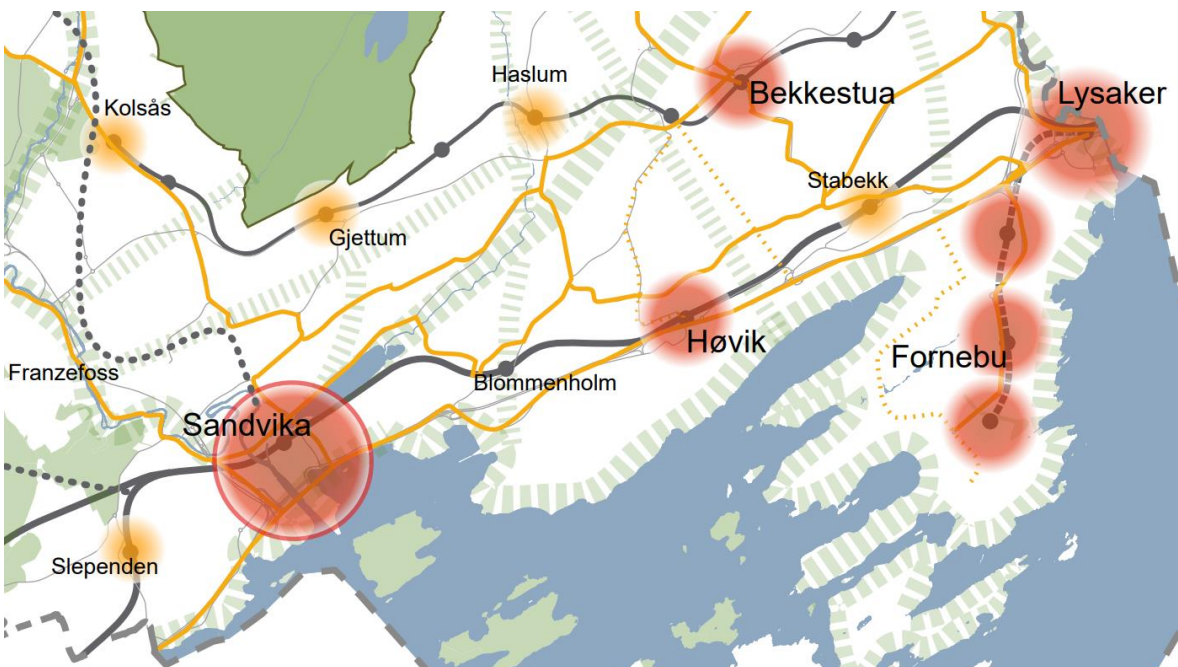 Haslum
Bekkestua
Lysaker
Kolsås
Stabekk
Gjettum
Høvik
Fornebu
Franzefoss
Blommenholm
Sandvika
Slependen